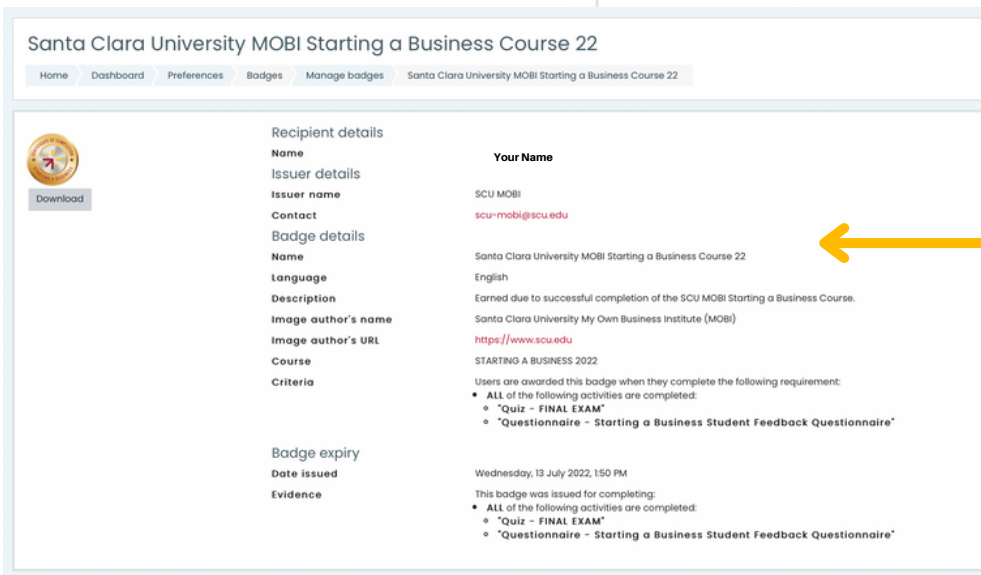 Santa Clara University MOBI Starting a Business Course 22
Home Dashboard Preferences Badges Manage badges Santa Clara University MOBI Starting a Business Course 22
Download
Recipient details
Name Your Name
Issuer details
Issuer name SCU MOBI
Contact scu-mobi@scu.edu
Badge details
Name Santa Clara University MOBI Starting a Business Course 22
Language English
Description Earned due to successful completion of the SCU MOBI Starting a Business Course.
Image author's name Santa Clara University My Own Business Institute (MOBI)
Image author's URL https://www.scu.edu
Course STARTING A BUSINESS 2022
Criteria Users are awarded this badge when they complete the following requirement:
• ALL of the following activities are completed:
◦ "Quiz - FINAL EXAM"
◦ "Questionnaire - Starting a Business Student Feedback Questionnaire"
Badge expiry
Date issued Wednesday, 13 July 2022, 1:50 PM
Evidence This badge was issued for completing:
• ALL of the following activities are completed:
◦ "Quiz - FINAL EXAM"
◦ "Questionnaire - Starting a Business Student Feedback Questionnaire"